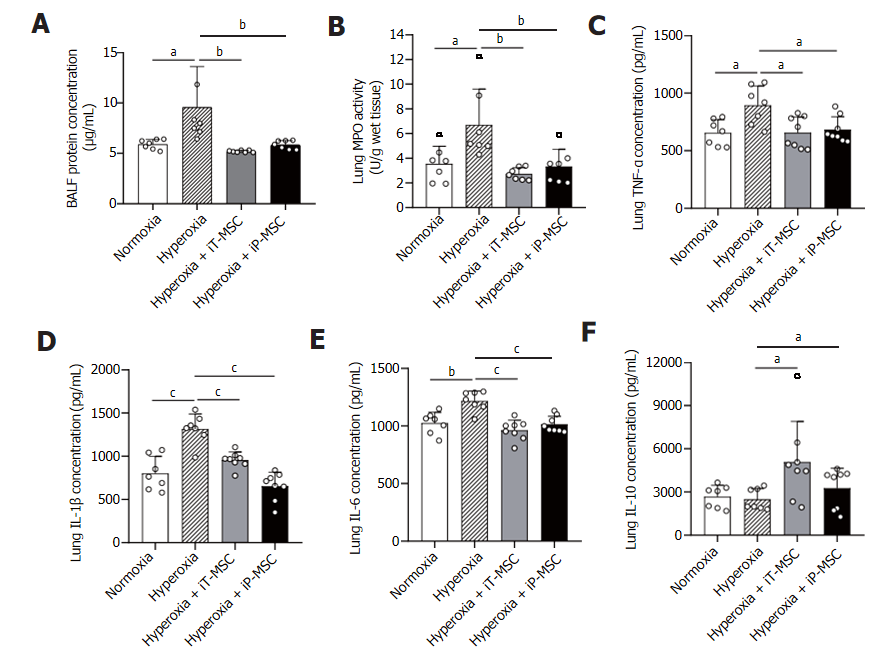 A
BALF protein concentration
(μg/mL)
15
10
5
0
a
b
b
Normoxia
Hyperoxia
Hyperoxia + iT-MSC
Hyperoxia + iP-MSC
B
Lung MPO activity
(U/g wet tissue)
14
12
10
8
6
4
2
0
a
b
b
Normoxia
Hyperoxia
Hyperoxia + iT-MSC
Hyperoxia + iP-MSC
C
Lung TNF-α concentration (pg/mL)
1500
1000
500
0
a
a
a
Normoxia
Hyperoxia
Hyperoxia + iT-MSC
Hyperoxia + iP-MSC
D
Lung IL-1β concentration (pg/mL)
2000
1500
1000
500
0
c
c
c
Normoxia
Hyperoxia
Hyperoxia + iT-MSC
Hyperoxia + iP-MSC
E
Lung IL-6 concentration (pg/mL)
1500
1000
500
0
b
c
c
Normoxia
Hyperoxia
Hyperoxia + iT-MSC
Hyperoxia + iP-MSC
F
Lung IL-10 concentration (pg/mL)
12000
9000
6000
3000
0
a
a
Normoxia
Hyperoxia
Hyperoxia + iT-MSC
Hyperoxia + iP-MSC